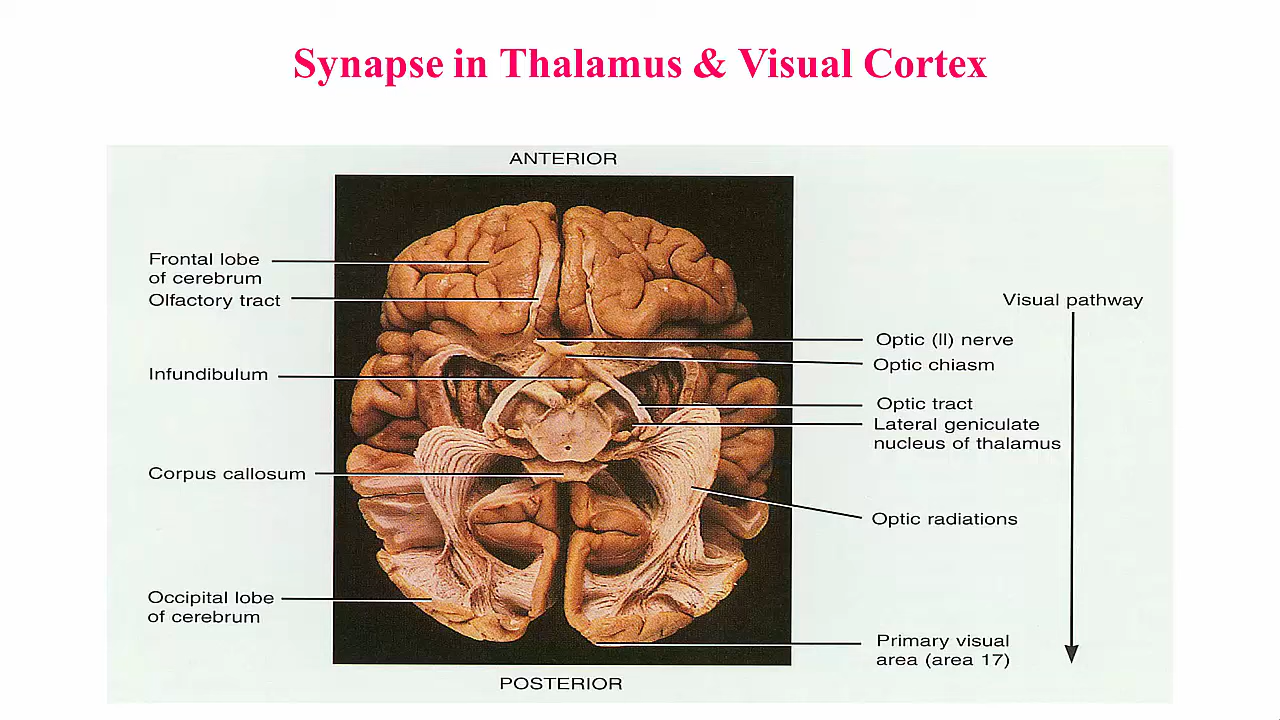 Synapse in Thalamus & Visual Cortex
ANTERIOR
Frontal lobe
of cerebrum
Olfactory tract
Infundibulum
Corpus callosum
Occipital lobe
of cerebrum
Visual pathway
Optic (II) nerve
Optic chiasm
Optic tract
Lateral geniculate
nucleus of thalamus
Optic radiations
Primary visual
area (area 17)
POSTERIOR